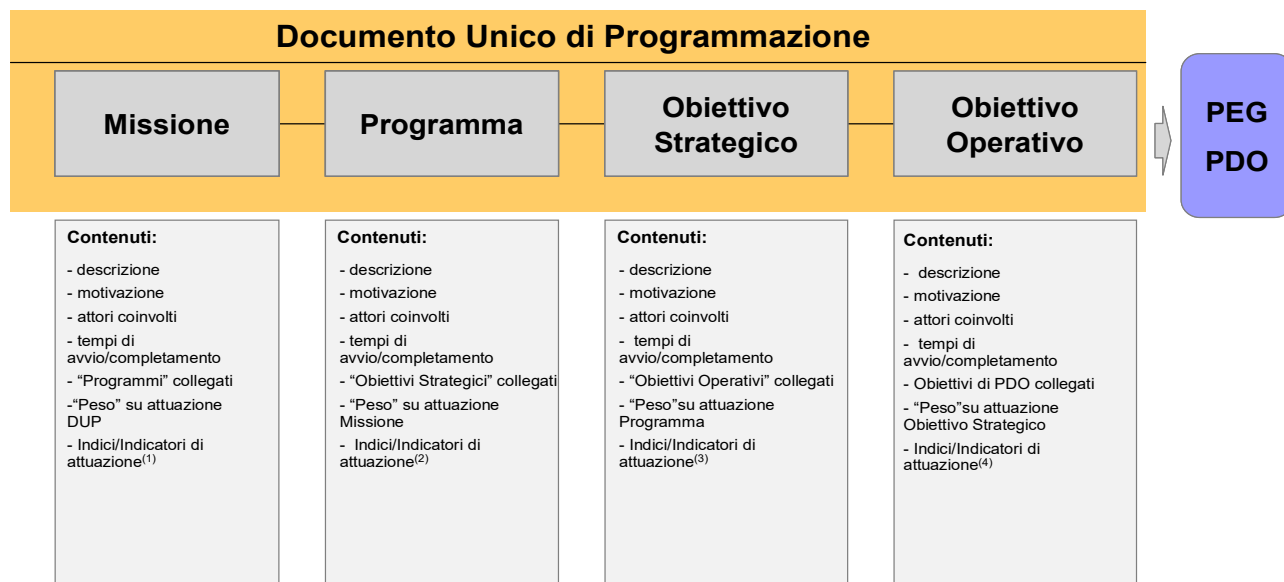 Documento Unico di Programmazione
Missione
Programma
Obiettivo
Strategico
Obiettivo
Operativo
PEG
PDO
Contenuti:
- descrizione
- motivazione
- attori coinvolti
- tempi di
avvio/completamento
- “Programmi” collegati
-“Peso” su attuazione
DUP
- Indici/Indicatori di
attuazione(1)
Contenuti:
- descrizione
- motivazione
- attori coinvolti
- tempi di
avvio/completamento
- “Obiettivi Strategici” collegati
- “Peso” su attuazione
Missione
- Indici/Indicatori di
attuazione(2)
Contenuti:
- descrizione
- motivazione
- attori coinvolti
- tempi di
avvio/completamento
- “Obiettivi Operativi” collegati
- “Peso”su attuazione
Programma
- Indici/Indicatori di
attuazione(3)
Contenuti:
- descrizione
- motivazione
- attori coinvolti
- tempi di
avvio/completamento
- Obiettivi di PDO collegati
- “Peso”su attuazione
Obiettivo Strategico
- Indici/Indicatori di
attuazione(4)